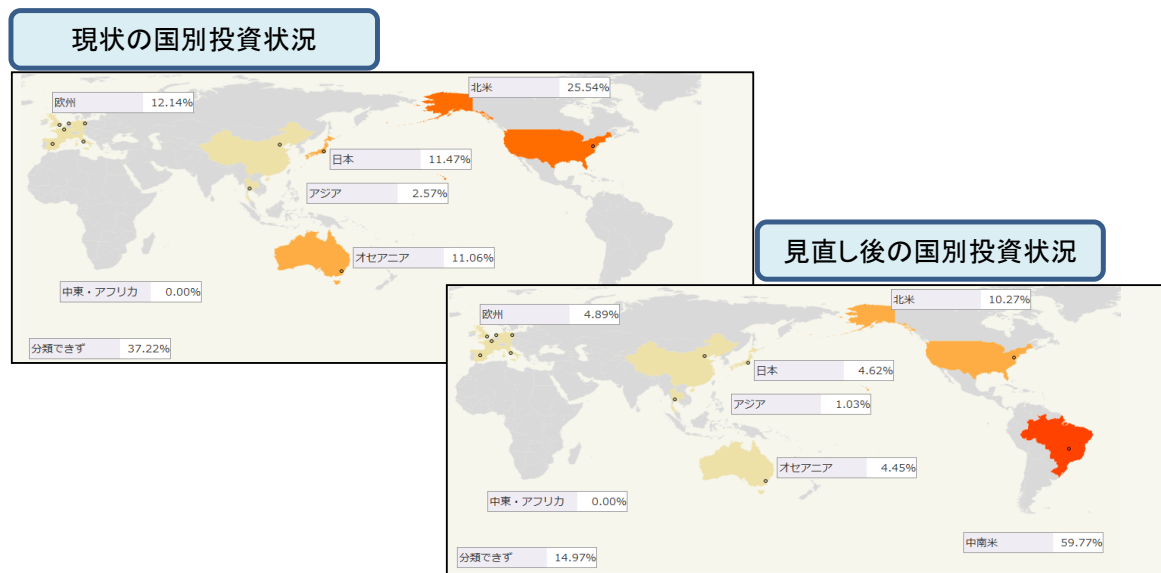 現状の国別投資状況
北米 25.54%
欧州 12.14%
日本 11.47%
アジア 2.57%
オセアニア 11.06%
中東・アフリカ 0.00%
分類できず 37.22%
見直し後の国別投資状況
北米 10.27%
欧州 4.89%
日本 4.62%
アジア 1.03%
オセアニア 4.45%
中東・アフリカ 0.00%
中南米 59.77%
分類できず 14.97%